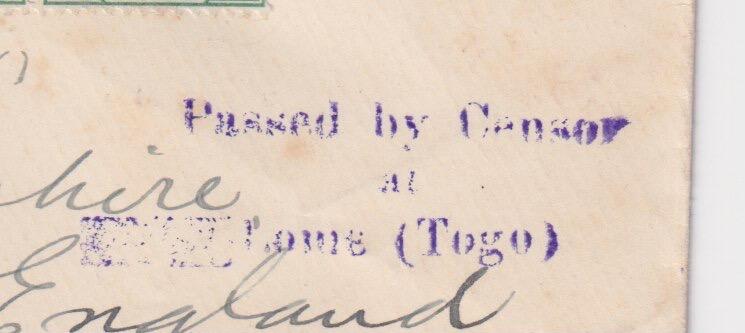 Passed by Censor
at
hire
Lome (Togo)
England